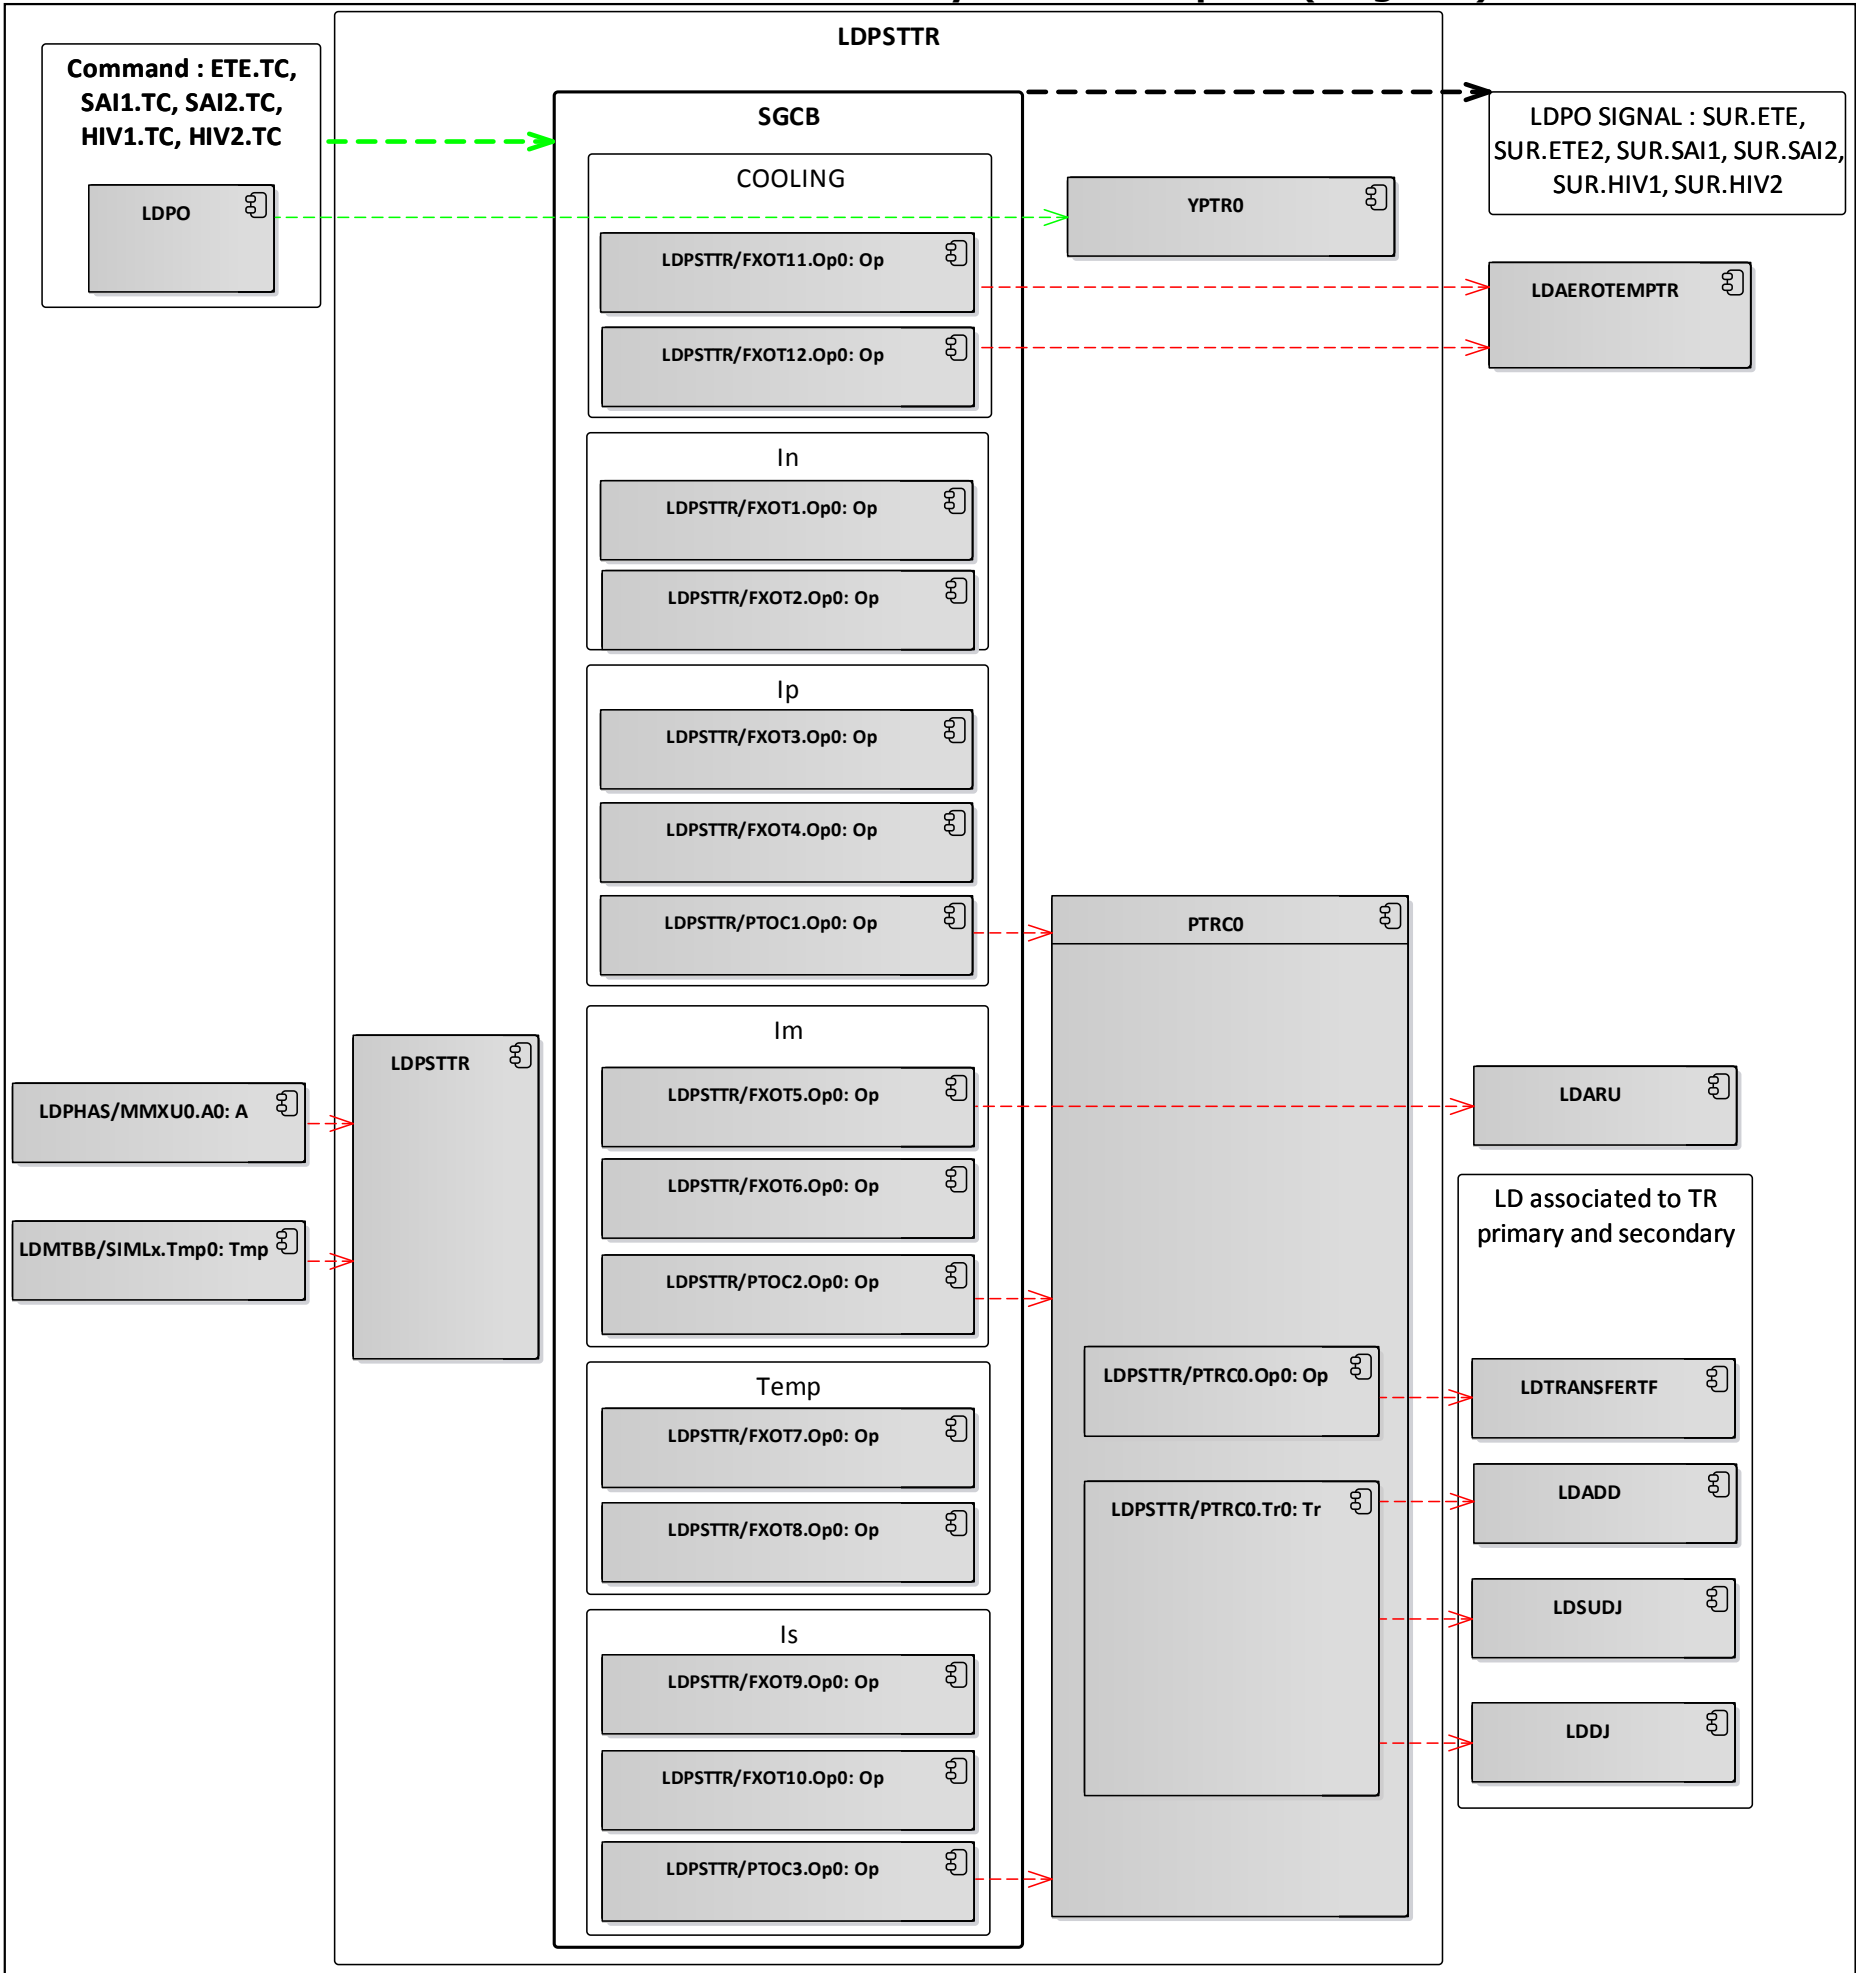 LDPSTTR
Command : ETE.TC,
SAI1.TC, SAI2.TC,
HIV1.TC, HIV2.TC
LDPO
SGCB
COOLING
LDPSTTR/FXOT11.Op0: Op
LDPSTTR/FXOT12.Op0: Op
In
LDPSTTR/FXOT1.Op0: Op
LDPSTTR/FXOT2.Op0: Op
Ip
LDPSTTR/FXOT3.Op0: Op
LDPSTTR/FXOT4.Op0: Op
LDPSTTR/PTOC1.Op0: Op
Im
LDPSTTR/FXOT5.Op0: Op
LDPSTTR/FXOT6.Op0: Op
LDPSTTR/PTOC2.Op0: Op
Temp
LDPSTTR/FXOT7.Op0: Op
LDPSTTR/FXOT8.Op0: Op
Is
LDPSTTR/FXOT9.Op0: Op
LDPSTTR/FXOT10.Op0: Op
LDPSTTR/PTOC3.Op0: Op
LDPSTTR
LDPHAS/MMXU0.A0: A
LDMTBB/SIMLx.Tmp0: Tmp
YPTR0
PTRC0
LDPSTTR/PTRC0.Op0: Op
LDPSTTR/PTRC0.Tr0: Tr
LDPO SIGNAL : SUR.ETE,
SUR.ETE2, SUR.SAI1, SUR.SAI2,
SUR.HIV1, SUR.HIV2
LDAEROTEMPTR
LDARU
LD associated to TR
primary and secondary
LDTRANSFERTF
LDADD
LDSUDJ
LDDJ